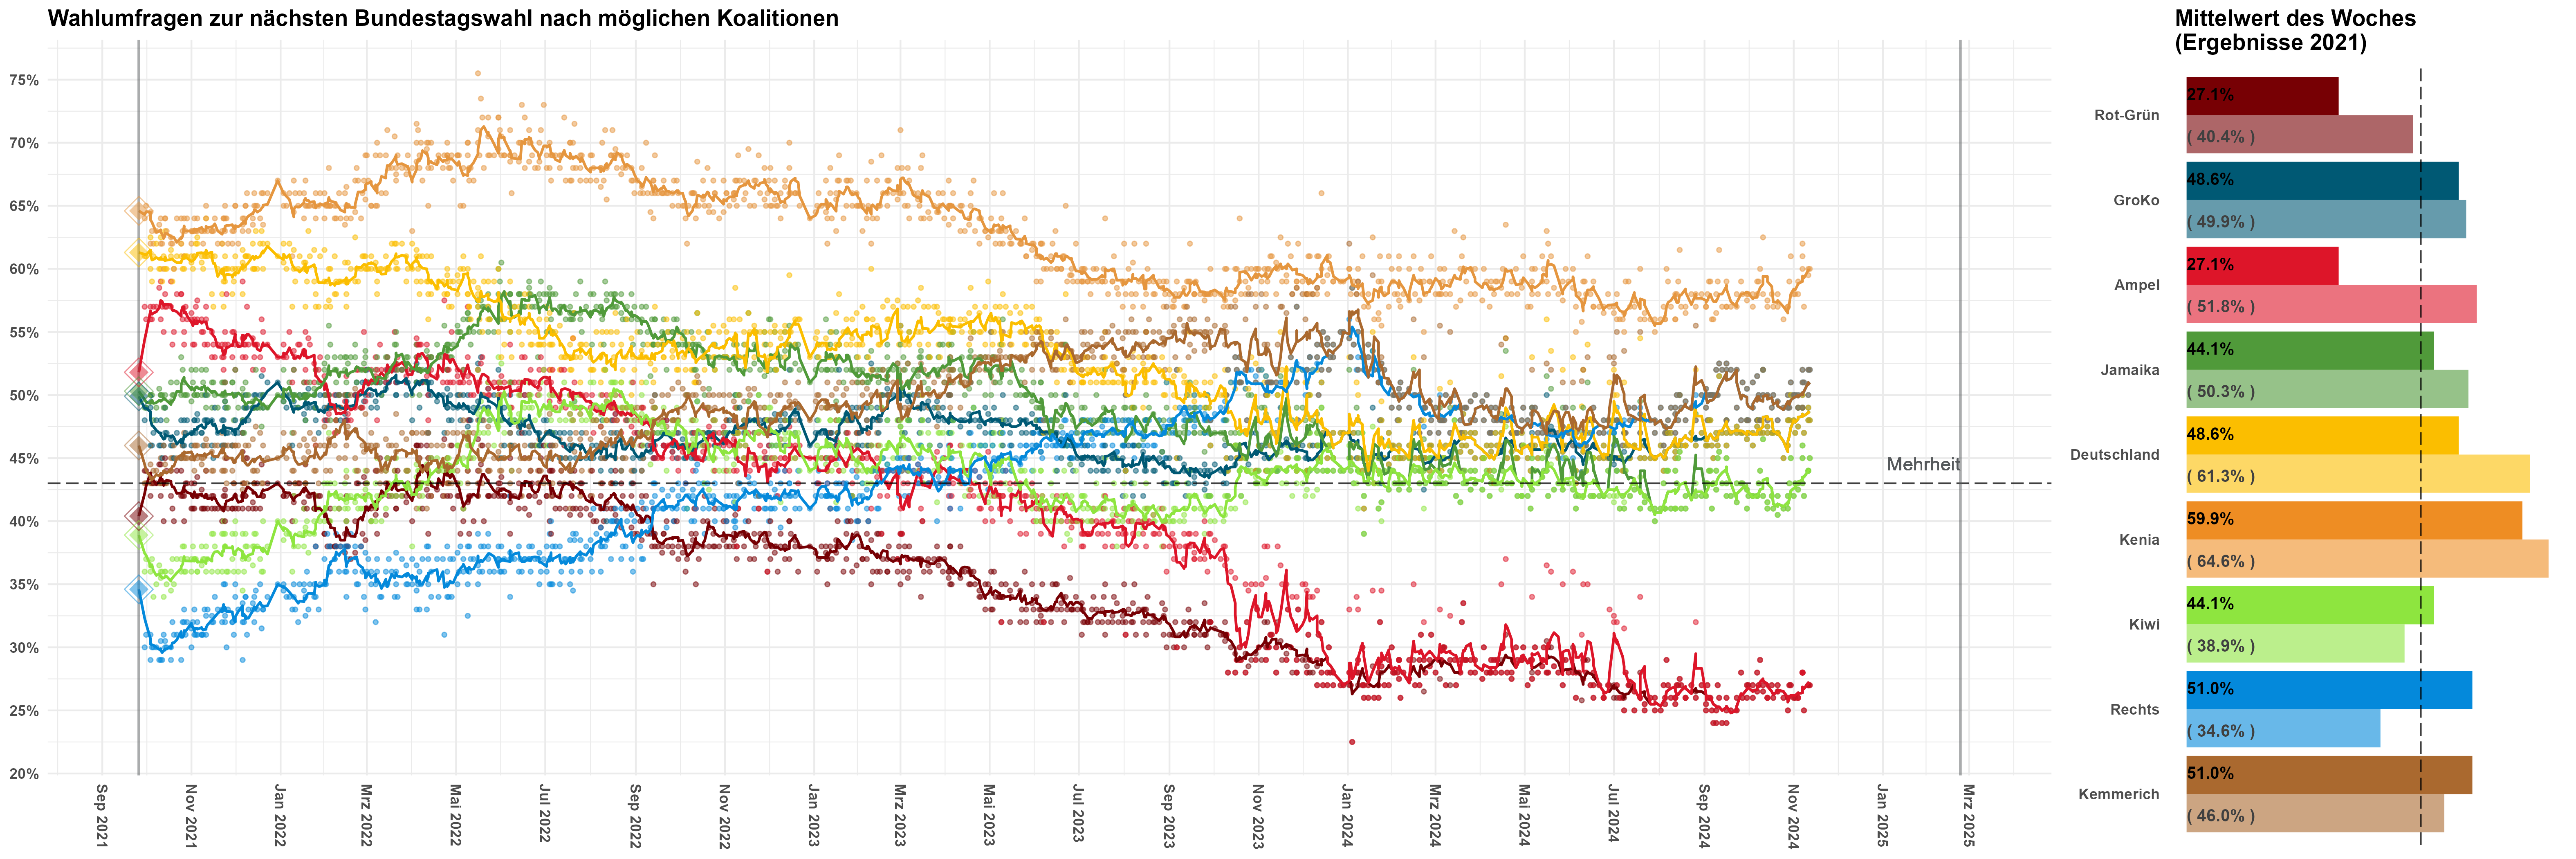 Wahlumfragen zur nächsten Bundestagswahl nach möglichen Koalitionen
75%
70%
65%
60%
55%
50%
45%
40%
35%
30%
25%
20%
Mehrheit
Sep 2021
Nov 2021
Jan 2022
Mrz 2022
Mai 2022
Jul 2022
Sep 2022
Nov 2022
Jan 2023
Mrz 2023
Mai 2023
Jul 2023
Sep 2023
Nov 2023
Jan 2024
Mrz 2024
Mai 2024
Jul 2024
Sep 2024
Nov 2024
Jan 2025
Mrz 2025
Mittelwert des Woches
(Ergebnisse 2021)
Rot-Grün
27.1%
( 40.4% )
GroKo
48.6%
( 49.9% )
Ampel
27.1%
( 51.8% )
Jamaika
44.1%
( 50.3% )
Deutschland
48.6%
( 61.3% )
Kenia
59.9%
( 64.6% )
Kiwi
44.1%
( 38.9% )
Rechts
51.0%
( 34.6% )
Kemmerich
51.0%
( 46.0% )